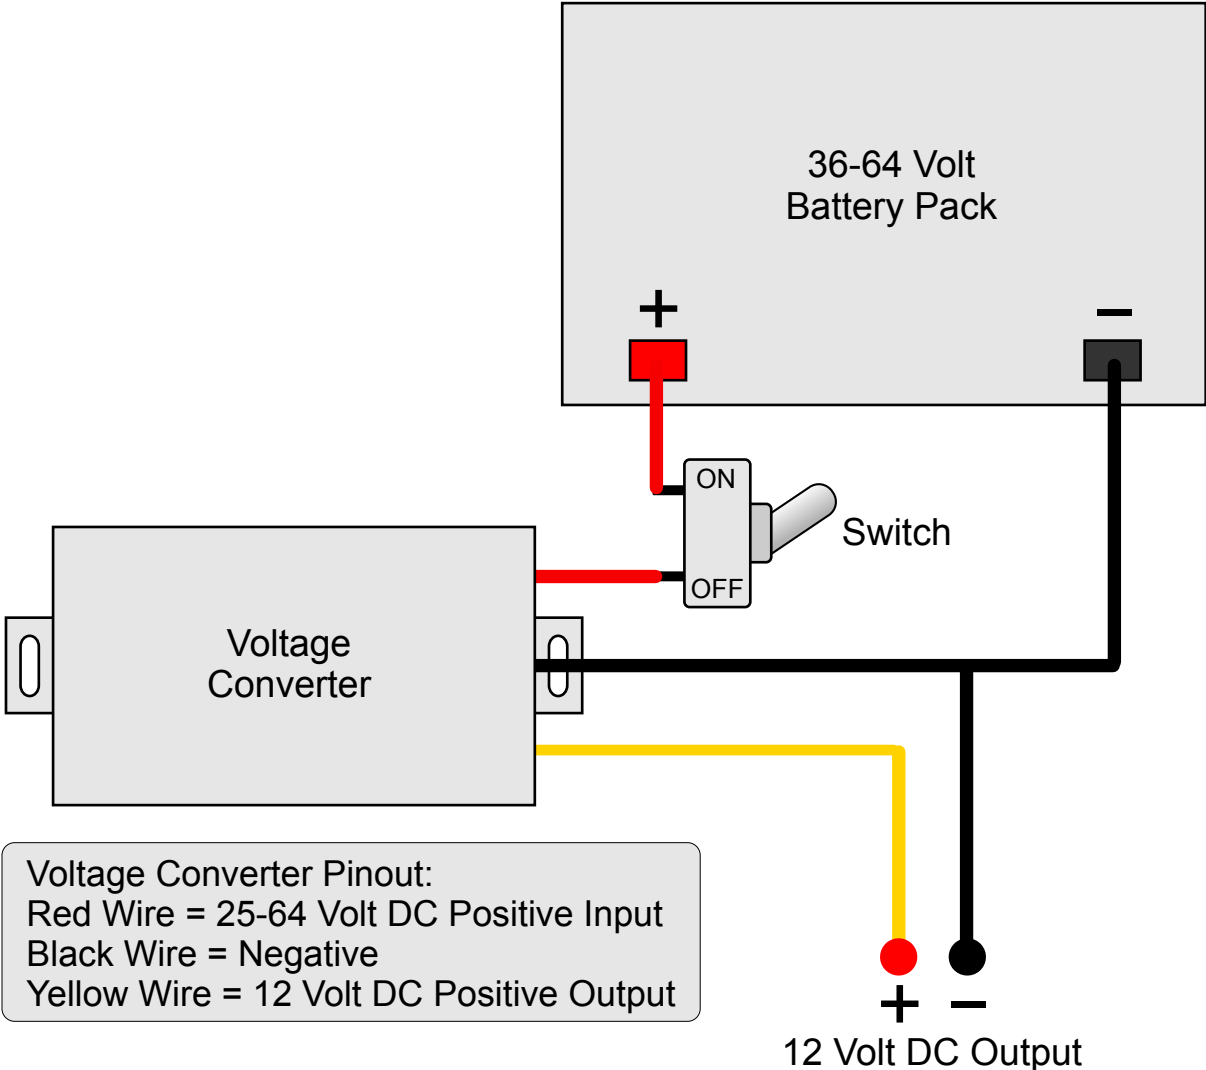 36-64 Volt
Battery Pack
+
−
ON
Switch
OFF
Voltage
Converter
Voltage Converter Pinout:
Red Wire = 25-64 Volt DC Positive Input
Black Wire = Negative
Yellow Wire = 12 Volt DC Positive Output
+ −
12 Volt DC Output